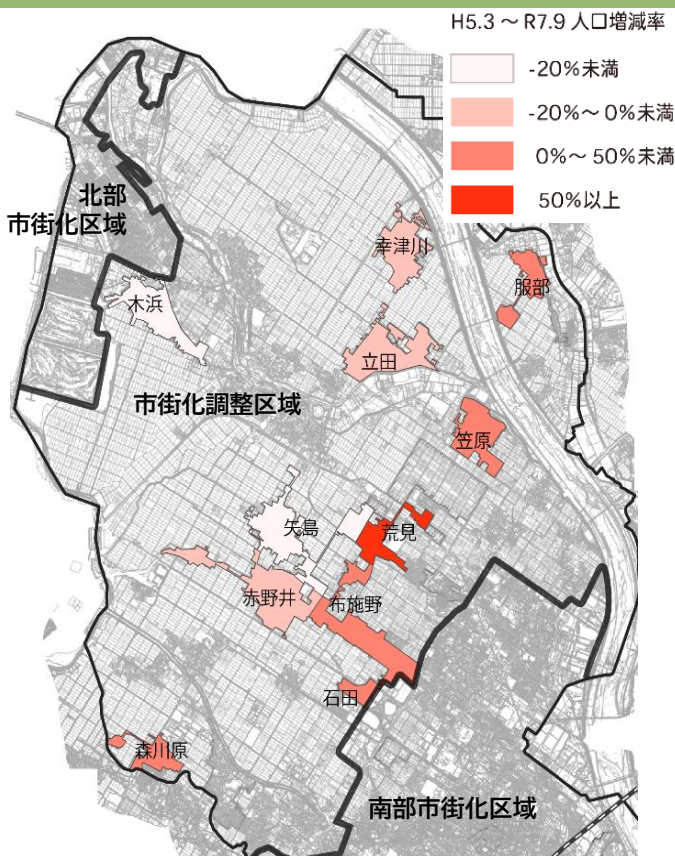 H5.3 ～ R7.9 人口増減率
-20%未満
-20%～ 0%未満
0%～ 50%未満
50%以上
北部
市街化区域
幸津川
服部
木浜
立田
市街化調整区域
笠原
矢島
荒見
赤野井
布施野
石田
森川原
南部市街化区域